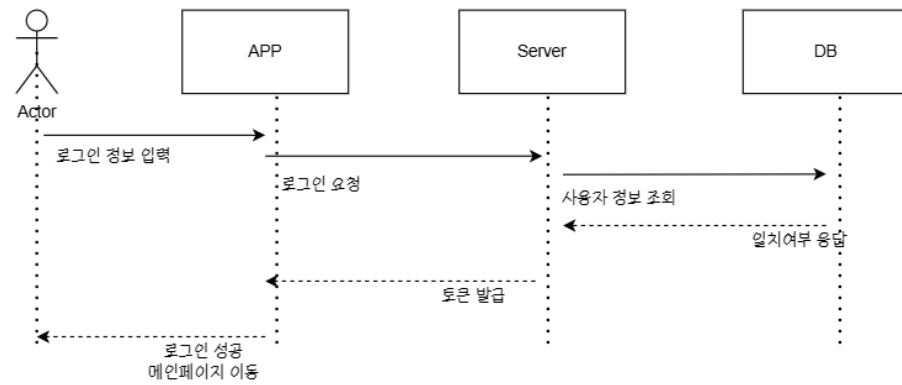 APP
Server
DB
Actor
로그인 정보 입력
로그인 요청
사용자 정보 조회
일치여부 응답
토큰 발급
로그인 성공
메인페이지 이동